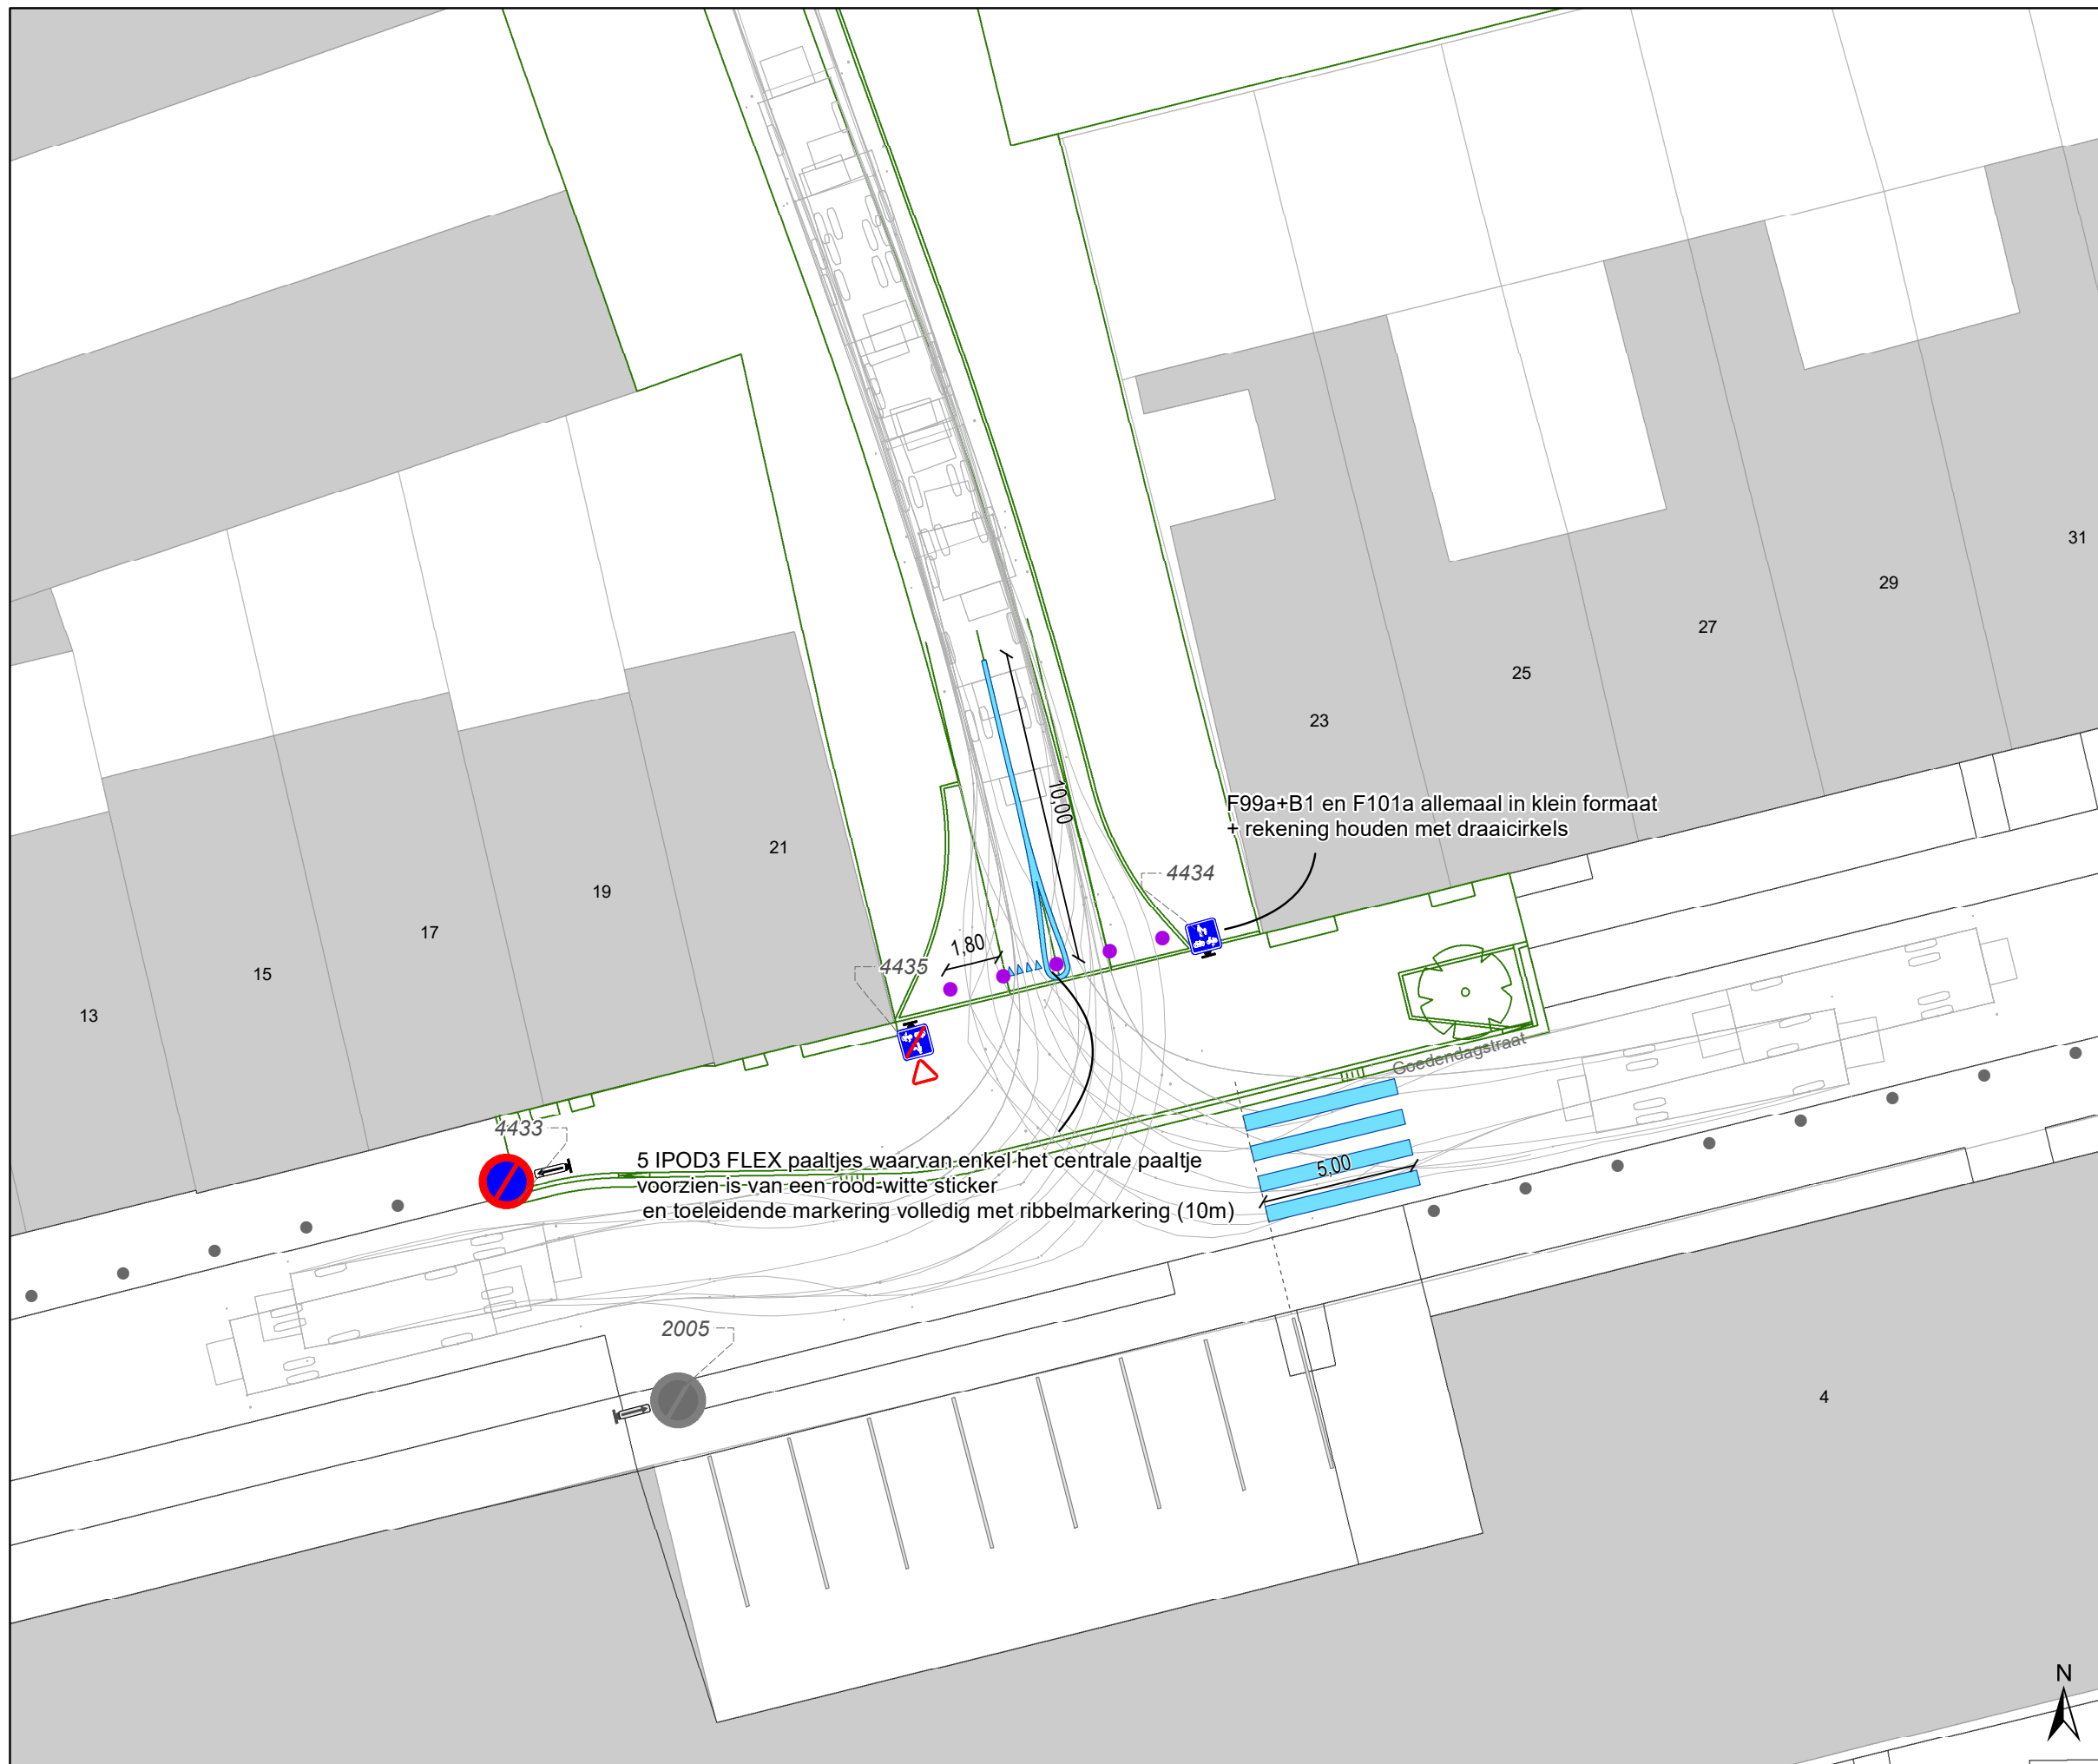 31
29
27
25
23
10,00
F99a+B1 en F101a allemaal in klein formaat
+ rekening houden met draaicirkels
21
4434
19
17
1,80
4435
15
13
Goedendagstraat
4433
5 IPOD3 FLEX paaltjes waarvan enkel het centrale paaltje
voorzien is van een rood-witte sticker
en toeleidende markering volledig met ribbelmarkering (10m)
5,00
2005
4
N